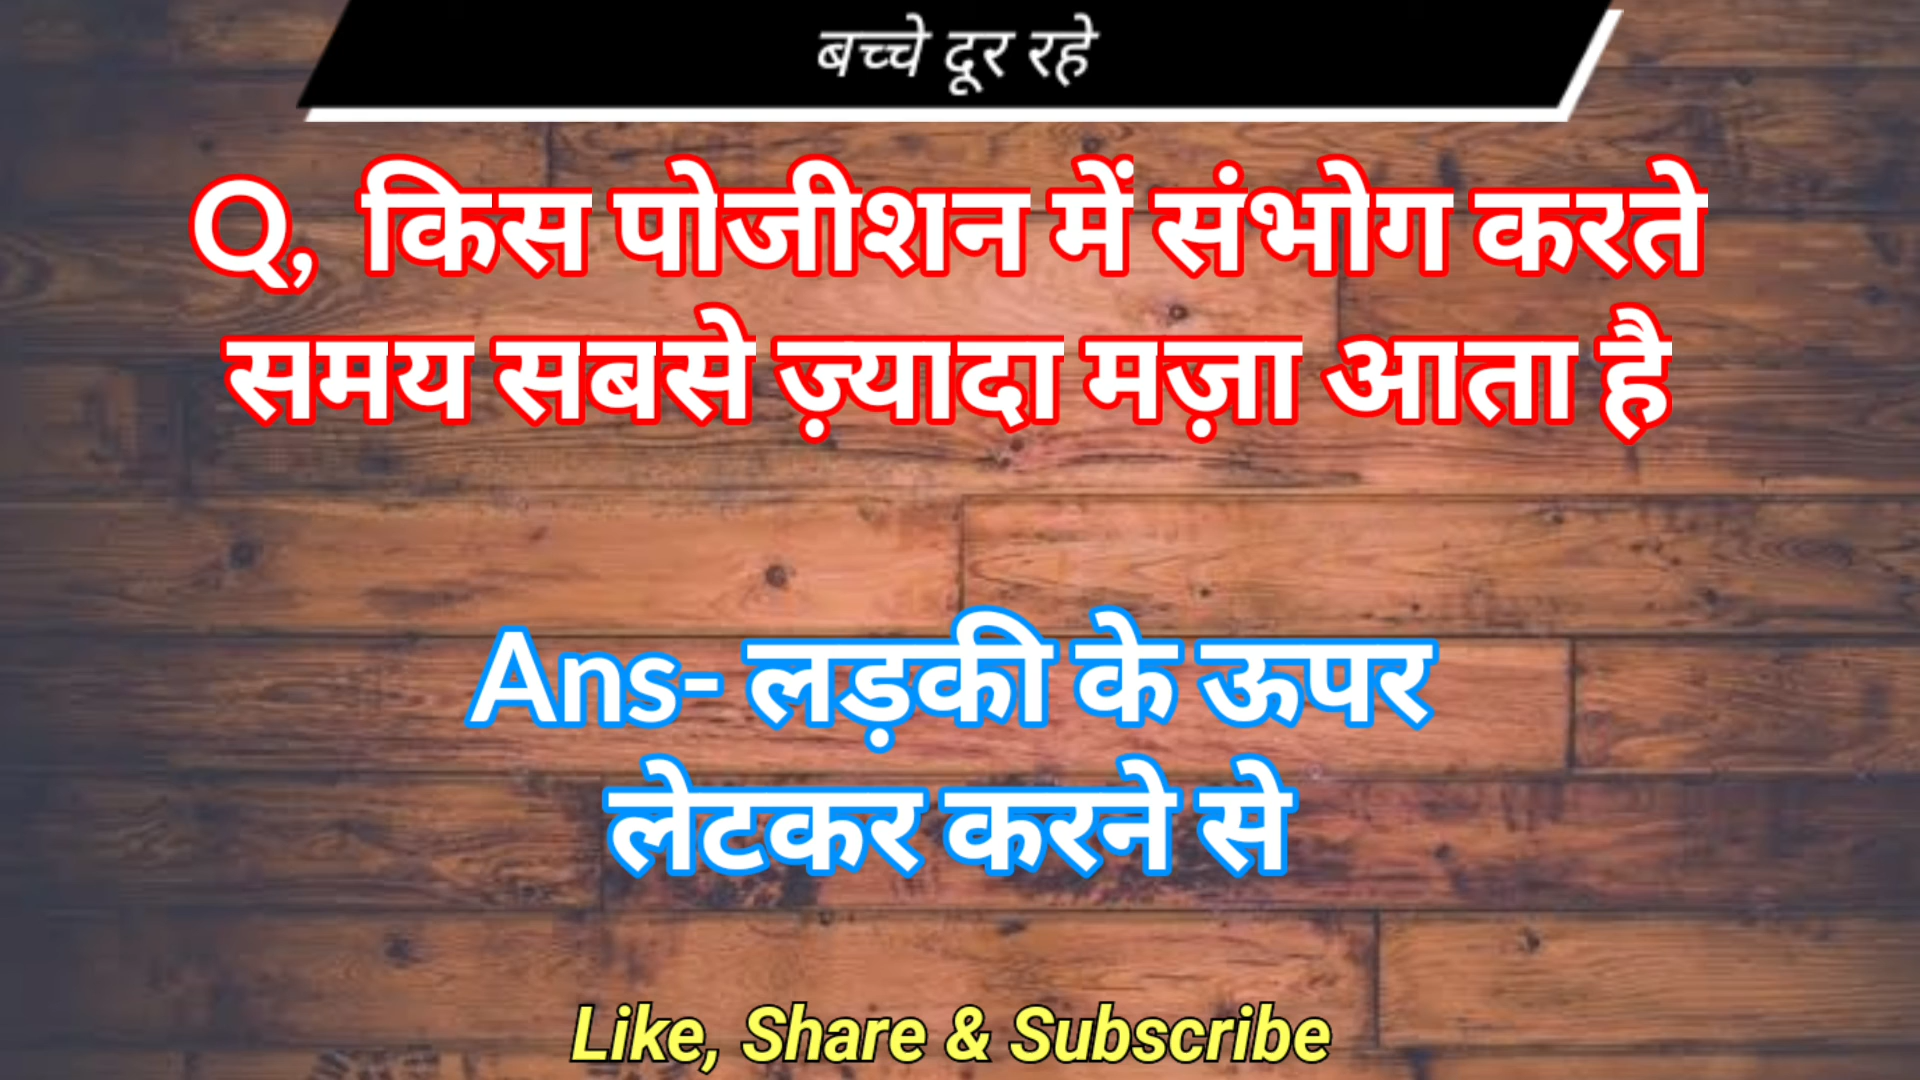 बच्चे दूर रहे
Q, किस पोजीशन में संभोग करते
समय सबसे ज़्यादा मज़ा आता है
Ans- लड़की के ऊपर
लेटकर करने से
Like, Share & Subscribe